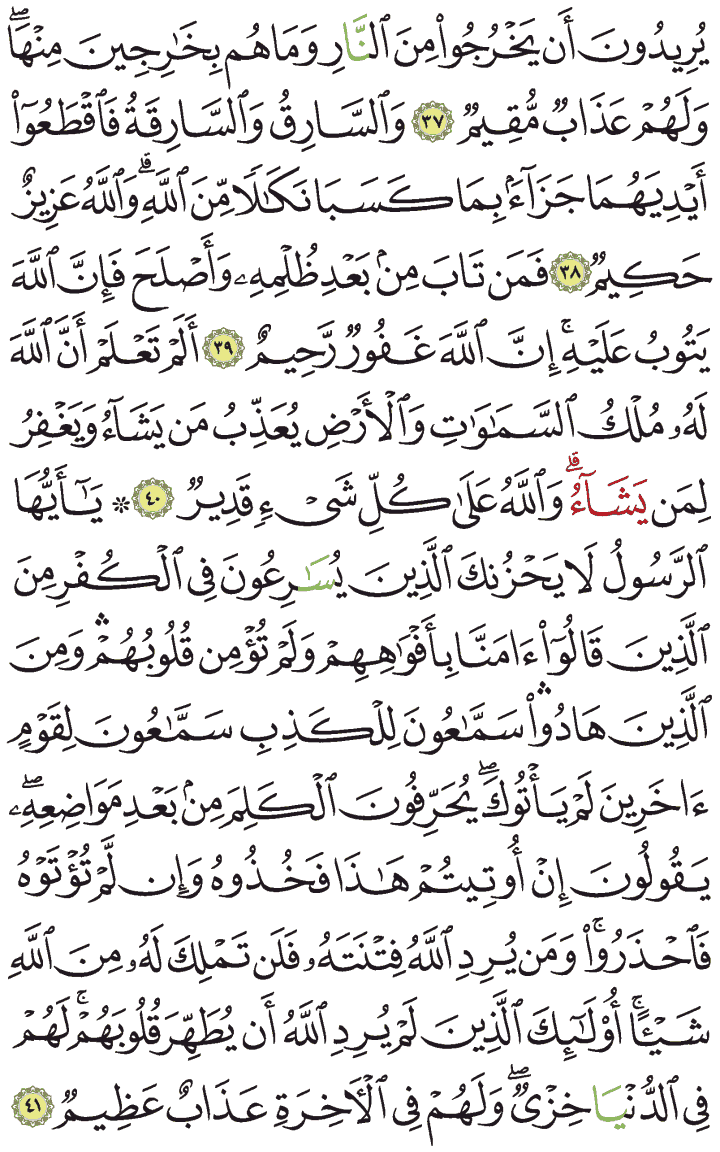 يُرِيدُونَ أَن يَخْرُجُوا۟ مِنَ ٱلنَّارِ وَمَا هُم بِخَٰرِجِينَ مِنْهَا ۖ
وَلَهُمْ عَذَابٌ مُّقِيمٌ ٣٧ وَٱلسَّارِقُ وَٱلسَّارِقَةُ فَٱقْطَعُوٓا۟
أَيْدِيَهُمَا جَزَآءًۢ بِمَا كَسَبَا نَكَٰلًا مِّنَ ٱللَّهِ ۗ وَٱللَّهُ عَزِيزٌ
حَكِيمٌ ٣٨ فَمَن تَابَ مِنۢ بَعْدِ ظُلْمِهِۦ وَأَصْلَحَ فَإِنَّ ٱللَّهَ
يَتُوبُ عَلَيْهِ ۚ إِنَّ ٱللَّهَ غَفُورٌ رَّحِيمٌ ٣٩ أَلَمْ تَعْلَمْ أَنَّ ٱللَّهَ
لَهُۥ مُلْكُ ٱلسَّمَٰوَٰتِ وَٱلْأَرْضِ يُعَذِّبُ مَن يَشَآءُ وَيَغْفِرُ
لِمَن يَشَآءُ ۗ وَٱللَّهُ عَلَىٰ كُلِّ شَىْءٍ قَدِيرٌ ٤٠ * يَٰٓأَيُّهَا
ٱلرَّسُولُ لَا يَحْزُنكَ ٱلَّذِينَ يُسَٰرِعُونَ فِى ٱلْكُفْرِ مِنَ
ٱلَّذِينَ قَالُوٓا۟ ءَامَنَّا بِأَفْوَٰهِهِمْ وَلَمْ تُؤْمِن قُلُوبُهُمْ ۛ وَمِنَ
ٱلَّذِينَ هَادُوا۟ ۛ سَمَّٰعُونَ لِلْكَذِبِ سَمَّٰعُونَ لِقَوْمٍ
ءَاخَرِينَ لَمْ يَأْتُوكَ ۖ يُحَرِّفُونَ ٱلْكَلِمَ مِنۢ بَعْدِ مَوَاضِعِهِۦ ۖ
يَقُولُونَ إِنْ أُوتِيتُمْ هَٰذَا فَخُذُوهُ وَإِن لَّمْ تُؤْتَوْهُ
فَٱحْذَرُوا۟ ۚ وَمَن يُرِدِ ٱللَّهُ فِتْنَتَهُۥ فَلَن تَمْلِكَ لَهُۥ مِنَ ٱللَّهِ
شَيْـًٔا ۚ أُو۟لَٰٓئِكَ ٱلَّذِينَ لَمْ يُرِدِ ٱللَّهُ أَن يُطَهِّرَ قُلُوبَهُمْ ۚ لَهُمْ
فِى ٱلدُّنْيَا خِزْىٌ ۖ وَلَهُمْ فِى ٱلْـَٔاخِرَةِ عَذَابٌ عَظِيمٌ ٤١